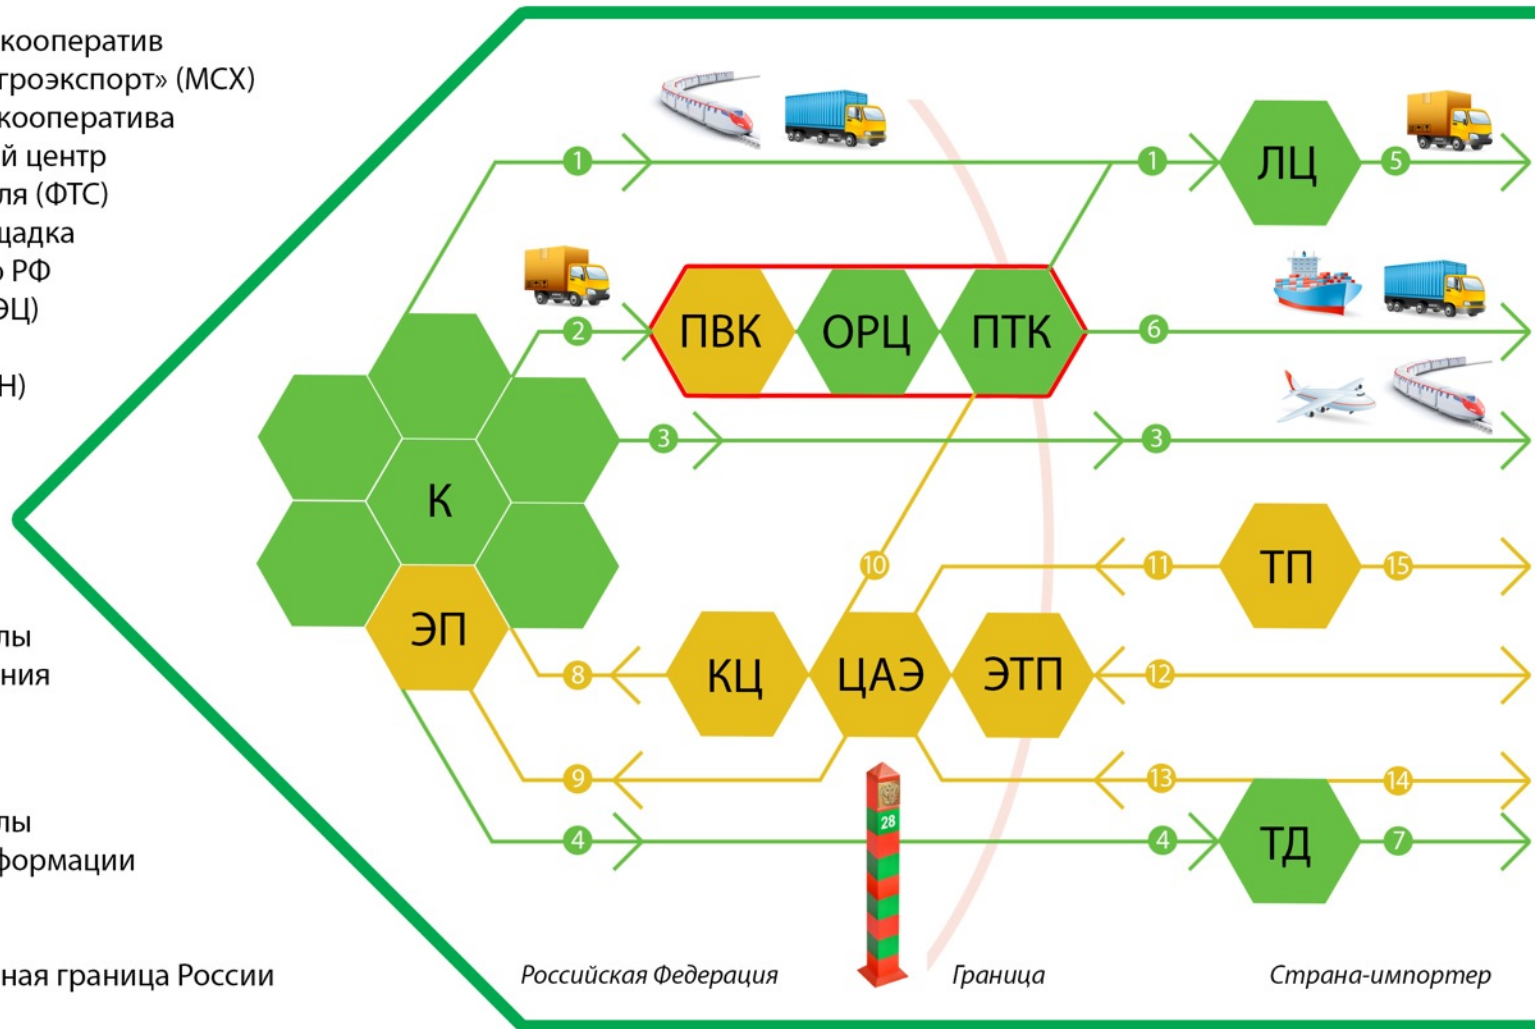 кооператив
гроэкспорт» (МСХ)
кооператива
й центр
ля (ФТС)
щадка
о РФ
ЭЦ)
Н)
лы
ния
лы
формации
ная граница России
1
1
ЛЦ
5
2
ПВК
ОРЦ
ПТК
6
3
3
К
10
11
ТП
15
ЭП
8
КЦ
ЦАЭ
ЭТП
12
9
13
14
28
4
4
ТД
7
Российская Федерация
Граница
Страна-импортер